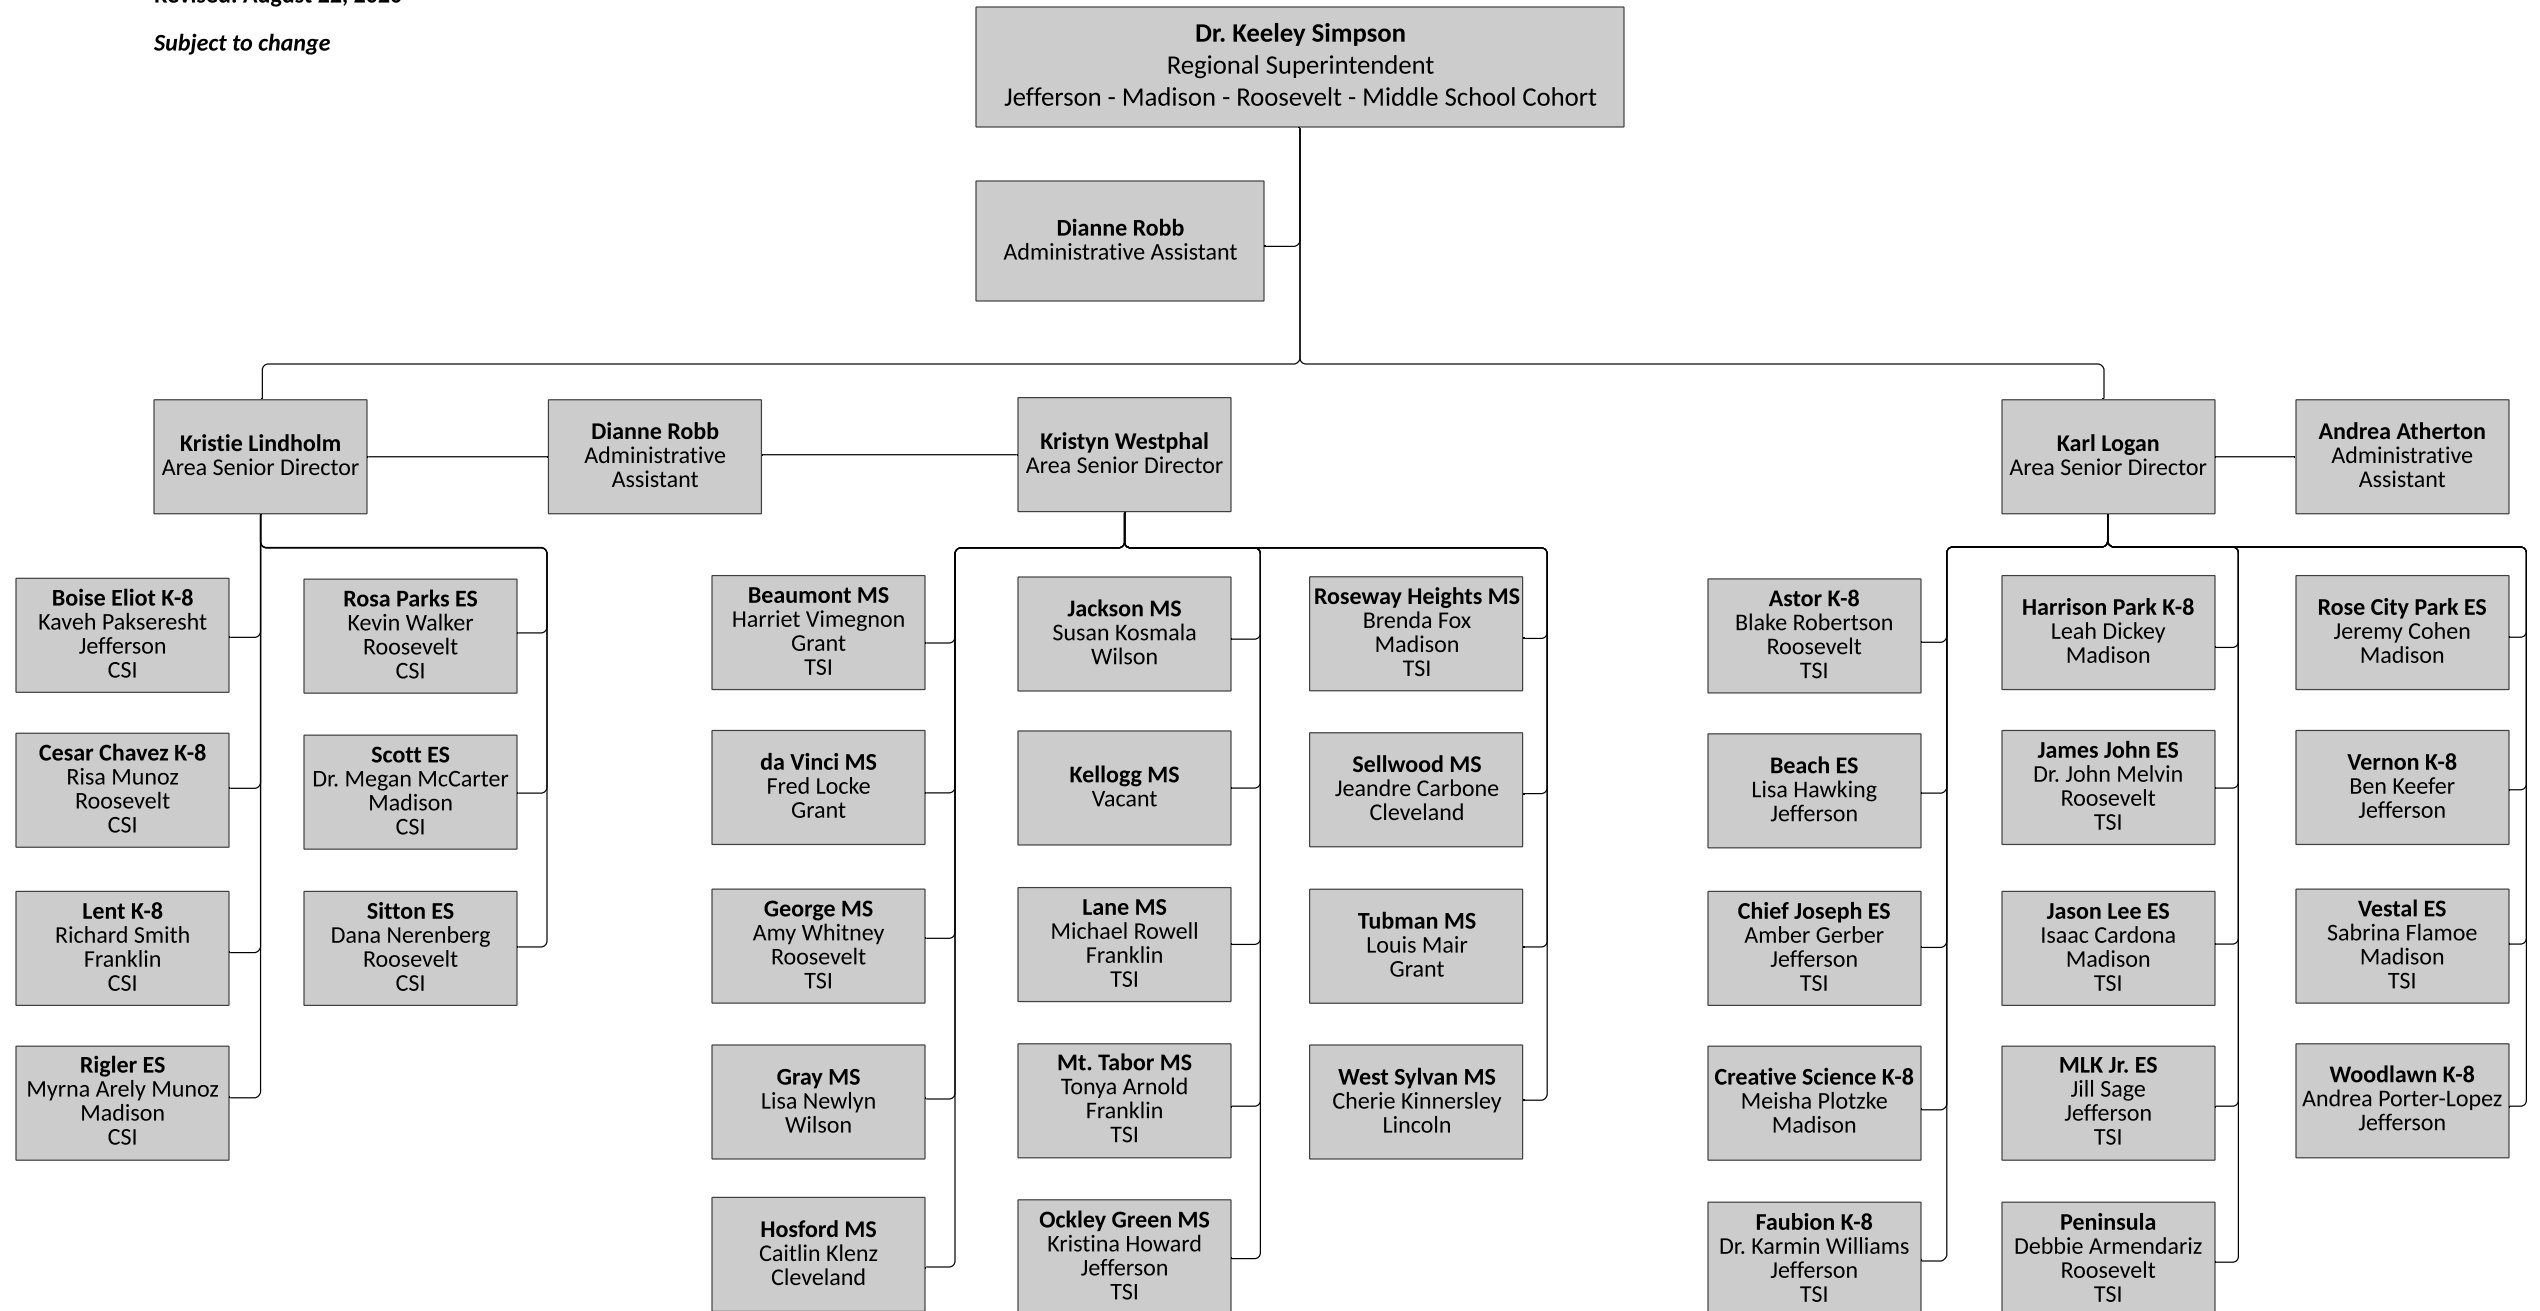 Subject to change
Dr. Keeley Simpson
Regional Superintendent
Jefferson - Madison - Roosevelt - Middle School Cohort
Dianne Robb
Administrative Assistant
Kristie Lindholm
Area Senior Director
Dianne Robb
Administrative
Assistant
Kristyn Westphal
Area Senior Director
Karl Logan
Area Senior Director
Andrea Atherton
Administrative
Assistant
Boise Eliot K-8
Kaveh Pakseresht
Jefferson
CSI
Cesar Chavez K-8
Risa Munoz
Roosevelt
CSI
Lent K-8
Richard Smith
Franklin
CSI
Rigler ES
Myrna Arely Munoz
Madison
CSI
Rosa Parks ES
Kevin Walker
Roosevelt
CSI
Scott ES
Dr. Megan McCarter
Madison
CSI
Sitton ES
Dana Nerenberg
Roosevelt
CSI
Beaumont MS
Harriet Vimegnon
Grant
TSI
da Vinci MS
Fred Locke
Grant
George MS
Amy Whitney
Roosevelt
TSI
Gray MS
Lisa Newlyn
Wilson
Hosford MS
Caitlin Klenz
Cleveland
Jackson MS
Susan Kosmala
Wilson
Kellogg MS
Vacant
Lane MS
Michael Rowell
Franklin
TSI
Mt. Tabor MS
Tonya Arnold
Franklin
TSI
Ockley Green MS
Kristina Howard
Jefferson
TSI
Roseway Heights MS
Brenda Fox
Madison
TSI
Sellwood MS
Jeandre Carbone
Cleveland
Tubman MS
Louis Mair
Grant
West Sylvan MS
Cherie Kinnersley
Lincoln
Astor K-8
Blake Robertson
Roosevelt
TSI
Beach ES
Lisa Hawking
Jefferson
Chief Joseph ES
Amber Gerber
Jefferson
TSI
Creative Science K-8
Meisha Plotzke
Madison
Faubion K-8
Dr. Karmin Williams
Jefferson
TSI
Harrison Park K-8
Leah Dickey
Madison
James John ES
Dr. John Melvin
Roosevelt
TSI
Jason Lee ES
Isaac Cardona
Madison
TSI
MLK Jr. ES
Jill Sage
Jefferson
TSI
Peninsula
Debbie Armendariz
Roosevelt
TSI
Rose City Park ES
Jeremy Cohen
Madison
Vernon K-8
Ben Keefer
Jefferson
Vestal ES
Sabrina Flamoe
Madison
TSI
Woodlawn K-8
Andrea Porter-Lopez
Jefferson